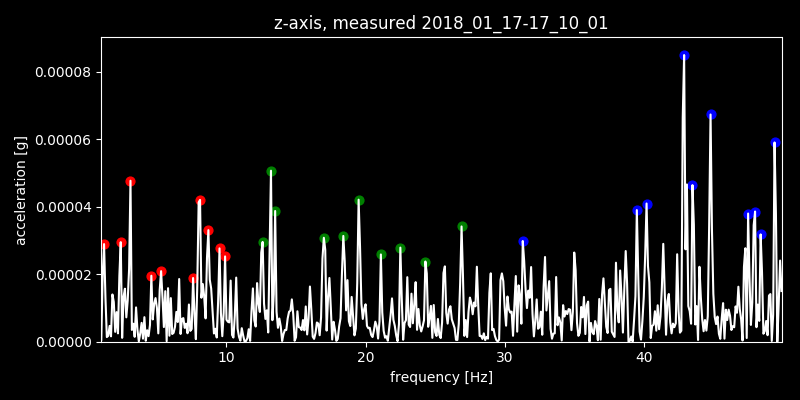 z-axis, measured 2018_01_17-17_10_01
0.00008
0.00006
0.00004
0.00002
0.00000
acceleration [g]
10 20 30 40
frequency [Hz]